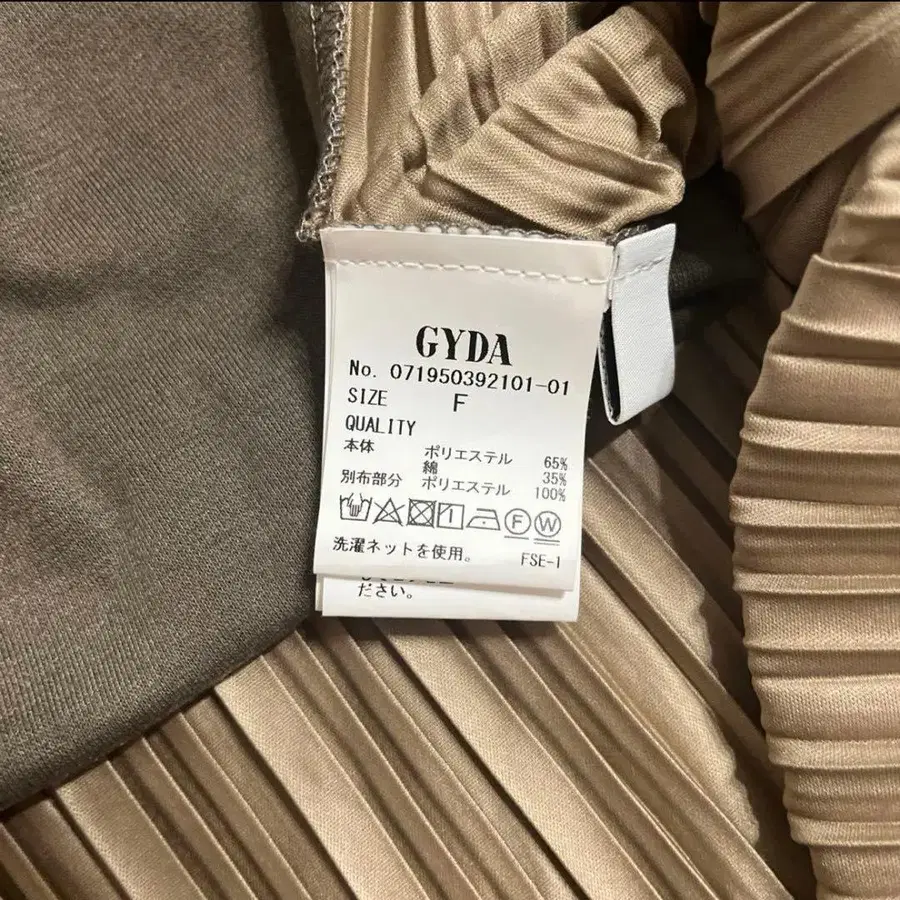 GYDA
No. 071950392101-01
SIZE F
QUALITY
本体 ポリエステル 65%
綿 35%
別布部分 ポリエステル 100%
F W
洗濯ネットを使用。 FSE-1
ださい。